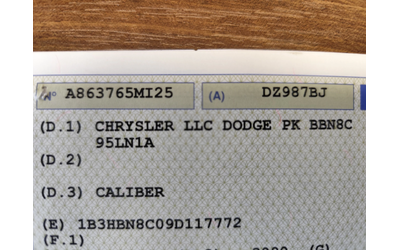 N° A863765MI25 (A) DZ987BJ
(D.1) CHRYSLER LLC DODGE PK BBN8C
95LN1A
(D.2)
(D.3) CALIBER
(E) 1B3HBN8C09D117772
(F.1)
(G)